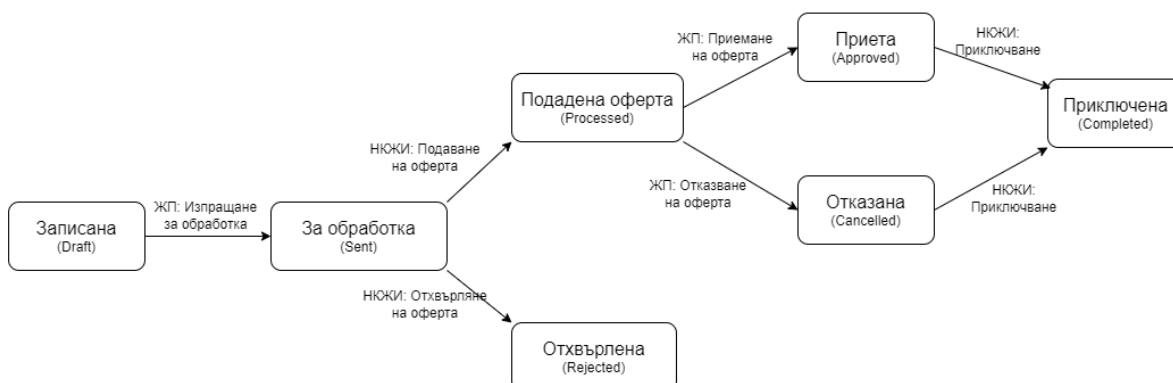 ЖП: Приемане
на оферта
Приета
(Approved)
НКЖИ:
Приключване
Подадена оферта
(Processed)
Приключена
(Completed)
НКЖИ: Подаване
на оферта
ЖП: Отказване
на оферта
Отказана
(Cancelled)
НКЖИ:
Приключване
Записана
(Draft)
ЖП: Изпращане
за обработка
За обработка
(Sent)
НКЖИ: Отхвърляне
на оферта
Отхвърлена
(Rejected)